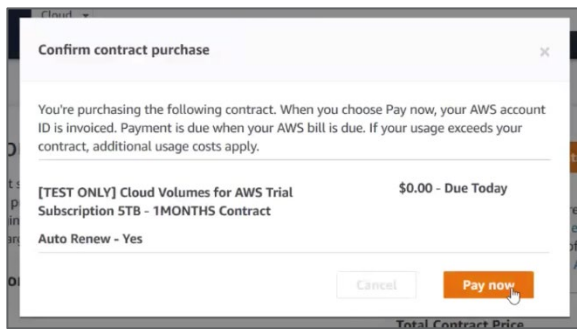 Cloud
Confirm contract purchase
×
You're purchasing the following contract. When you choose Pay now, your AWS account
ID is invoiced. Payment is due when your AWS bill is due. If your usage exceeds your
contract, additional usage costs apply.
[TEST ONLY] Cloud Volumes for AWS Trial
Subscription 5TB - 1MONTHS Contract
$0.00 - Due Today
Auto Renew - Yes
Cancel
Pay now
Total Contract Price